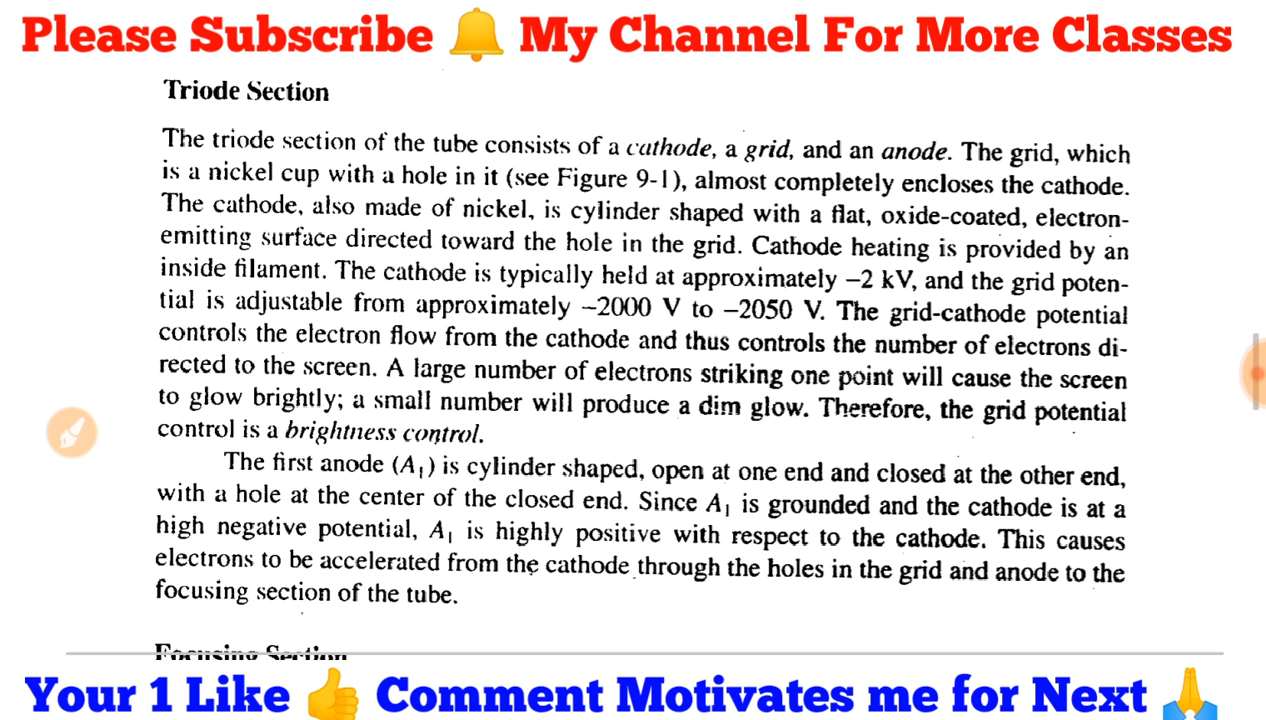 Please Subscribe 🔔 My Channel For More Classes
Triode Section
The triode section of the tube consists of a cathode, a grid, and an anode. The grid, which
is a nickel cup with a hole in it (see Figure 9-1), almost completely encloses the cathode.
The cathode, also made of nickel, is cylinder shaped with a flat, oxide-coated, electron-
emitting surface directed toward the hole in the grid. Cathode heating is provided by an
inside filament. The cathode is typically held at approximately −2 kV, and the grid poten-
tial is adjustable from approximately −2000 V to −2050 V. The grid-cathode potential
controls the electron flow from the cathode and thus controls the number of electrons di-
rected to the screen. A large number of electrons striking one point will cause the screen
to glow brightly; a small number will produce a dim glow. Therefore, the grid potential
control is a brightness control.
The first anode (A₁) is cylinder shaped, open at one end and closed at the other end,
with a hole at the center of the closed end. Since A₁ is grounded and the cathode is at a
high negative potential, A₁ is highly positive with respect to the cathode. This causes
electrons to be accelerated from the cathode through the holes in the grid and anode to the
focusing section of the tube.
Focusing Section
Your 1 Like 👍 Comment Motivates me for Next 🙏